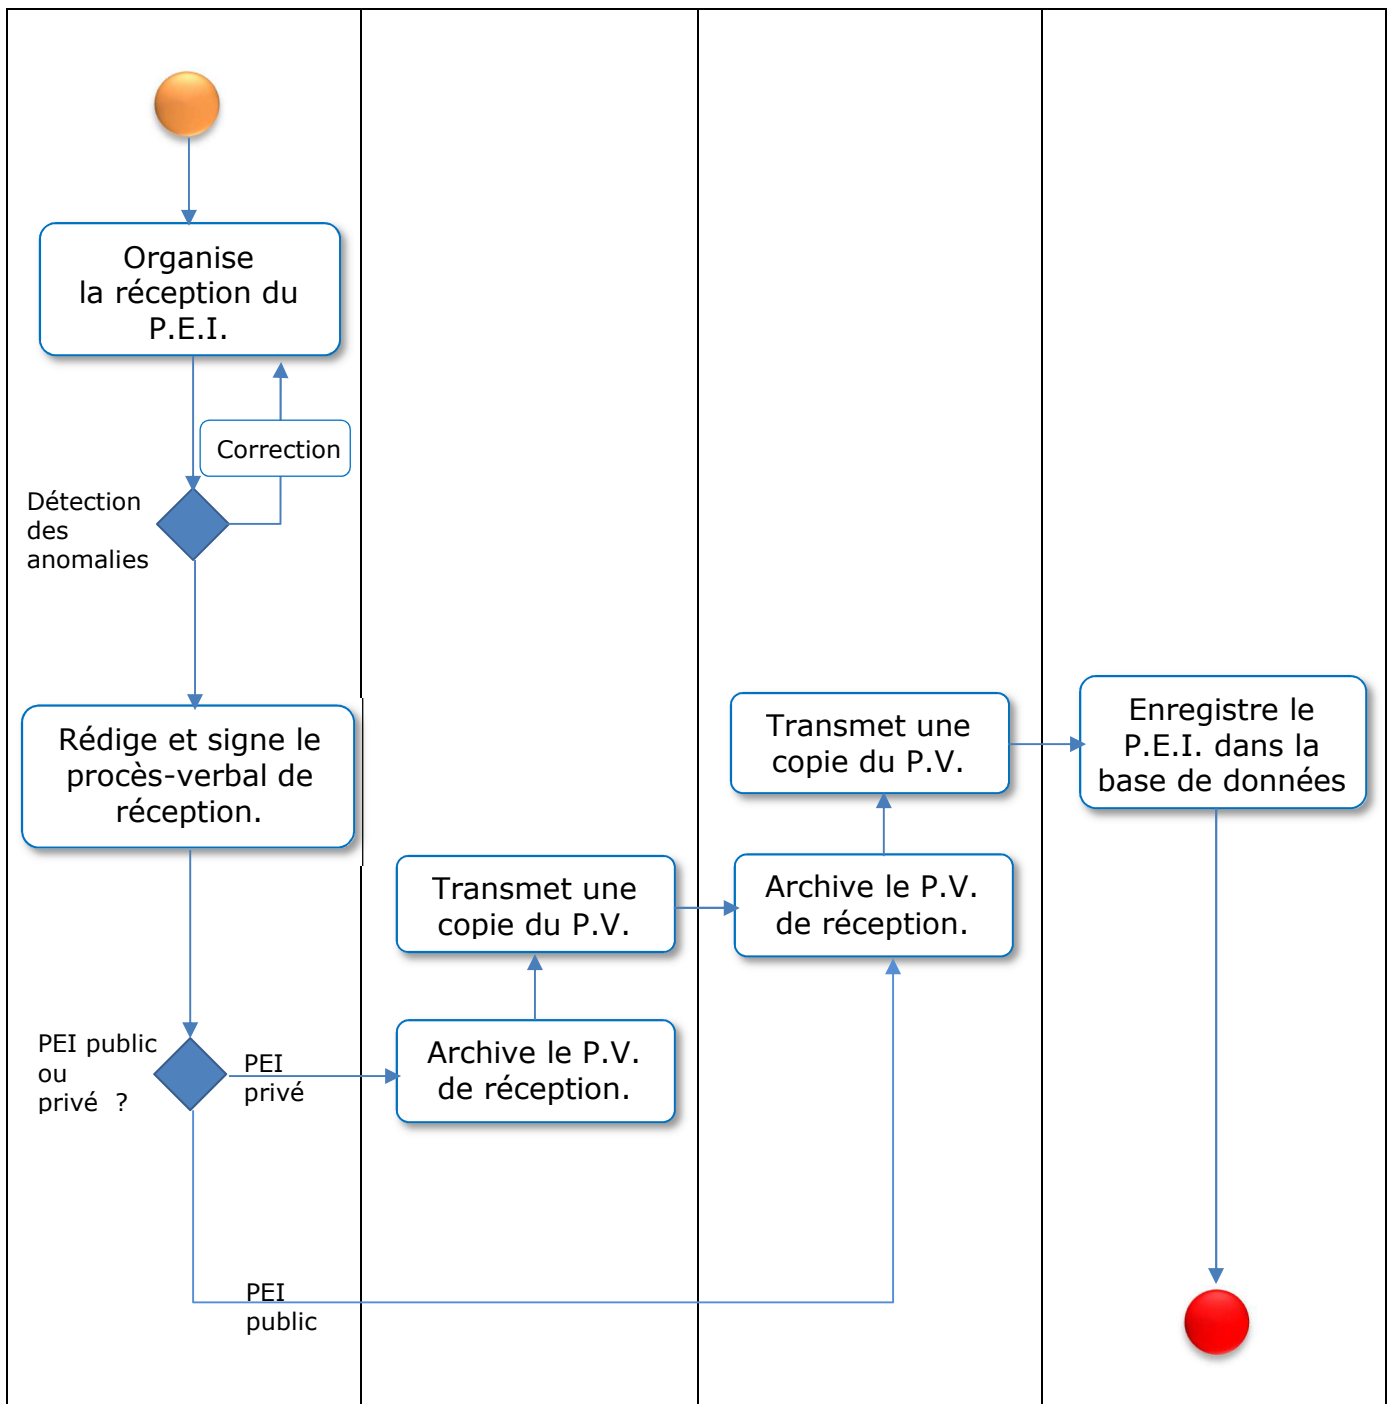 Organise
la réception du
P.E.I.
Correction
Détection
des
anomalies
Rédige et signe le
procès-verbal de
réception.
PEI public
ou
privé ?
PEI
privé
PEI
public
Transmet une
copie du P.V.
Archive le P.V.
de réception.
Transmet une
copie du P.V.
Archive le P.V.
de réception.
Enregistre le
P.E.I. dans la
base de données